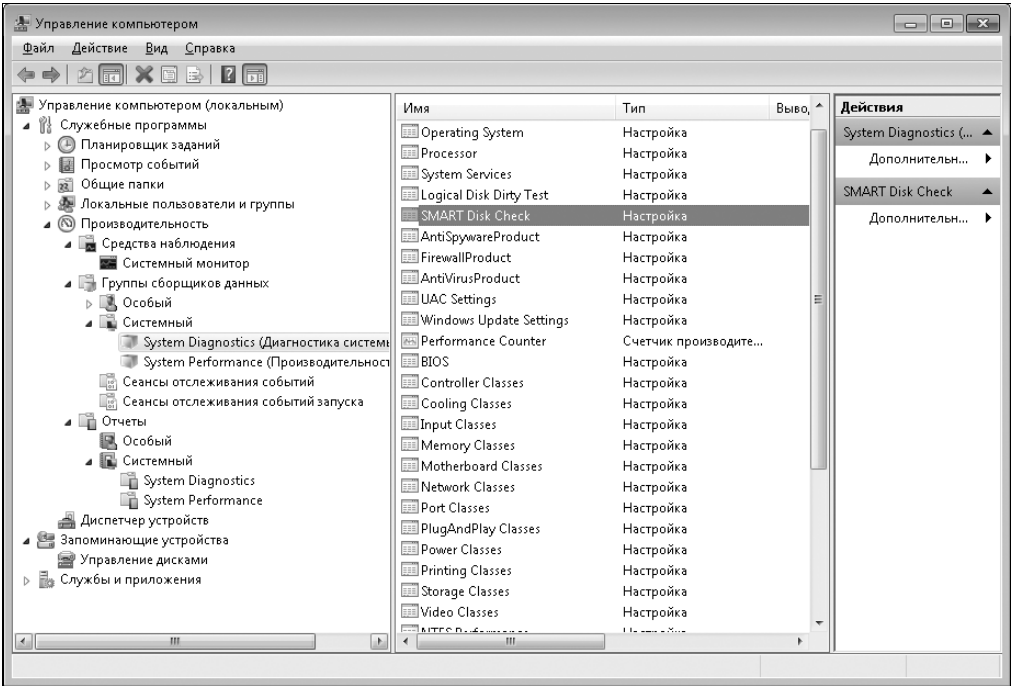 Управление компьютером
Файл Действие Вид Справка
Управление компьютером (локальным)
Служебные программы
Планировщик заданий
Просмотр событий
Общие папки
Локальные пользователи и группы
Производительность
Средства наблюдения
Системный монитор
Группы сборщиков данных
Особый
Системный
System Diagnostics (Диагностика системы
System Performance (Производительност
Сеансы отслеживания событий
Сеансы отслеживания событий запуска
Отчеты
Особый
Системный
System Diagnostics
System Performance
Диспетчер устройств
Запоминающие устройства
Управление дисками
Службы и приложения
Имя Тип Выво
Operating System Настройка
Processor Настройка
System Services Настройка
Logical Disk Dirty Test Настройка
SMART Disk Check Настройка
AntiSpywareProduct Настройка
FirewallProduct Настройка
AntiVirusProduct Настройка
UAC Settings Настройка
Windows Update Settings Настройка
Performance Counter Счетчик производите...
BIOS Настройка
Controller Classes Настройка
Cooling Classes Настройка
Input Classes Настройка
Memory Classes Настройка
Motherboard Classes Настройка
Network Classes Настройка
Port Classes Настройка
PlugAndPlay Classes Настройка
Power Classes Настройка
Printing Classes Настройка
Storage Classes Настройка
Video Classes Настройка
Действия
System Diagnostics (...
Дополнительн...
SMART Disk Check
Дополнительн...